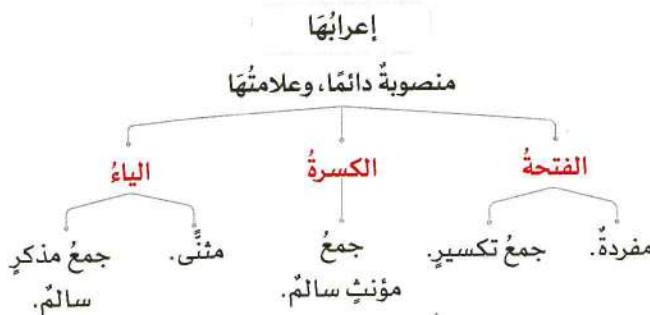 إعرابُهَا
منصوبةٌ دائمًا، وعلامتُهَا
الفتحةُ
الكسرةُ
الياءُ
مفردةٌ.
جمعُ تكسيرٍ.
جمعُ
مؤنثٍ سالمٌ.
مثنًّى.
جمعُ مذكرٍ
سالمٌ.